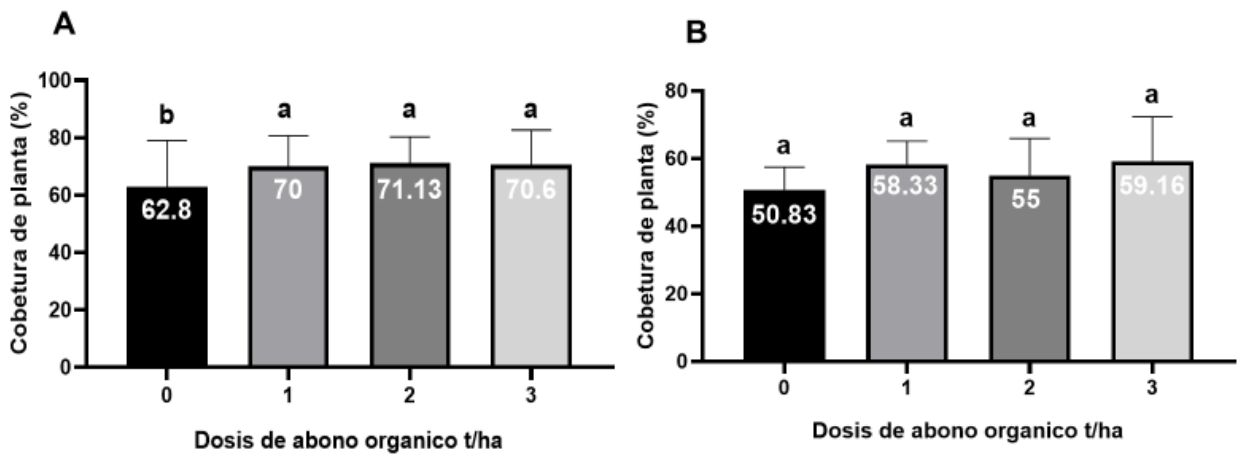 A
Cobetura de planta (%)
100
80
60
40
20
0
b
a
a
a
62.8
70
71.13
70.6
0
1
2
3
Dosis de abono organico t/ha
B
Cobetura de planta (%)
80
60
40
20
0
a
a
a
a
50.83
58.33
55
59.16
0
1
2
3
Dosis de abono organico t/ha